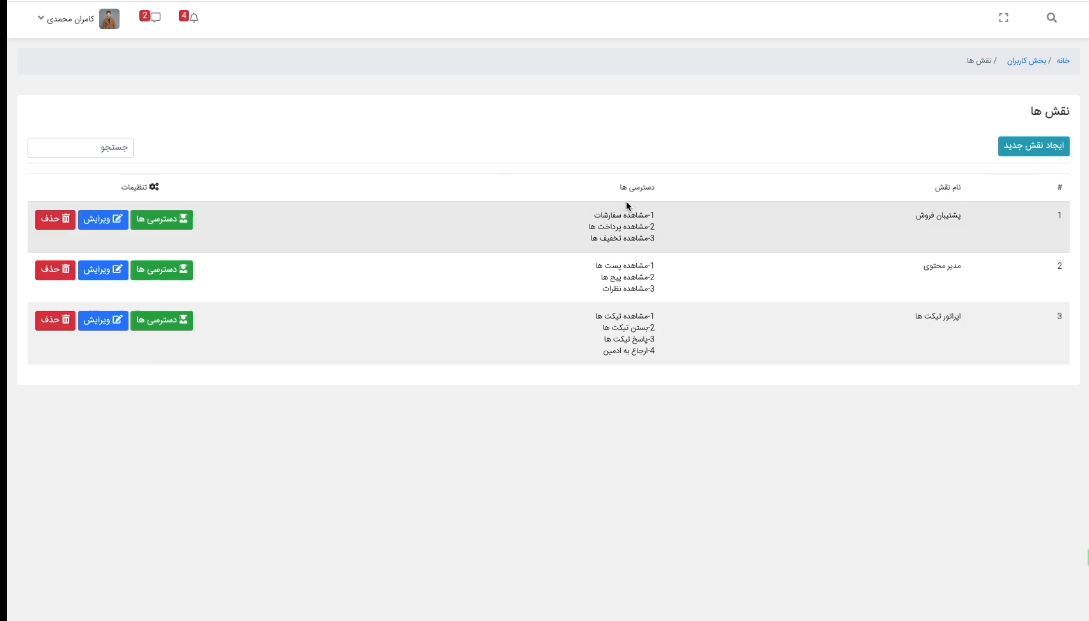 کامران محمدی
2
4
خانه / بخش کاربران / نقش ها
نقش ها
ایجاد نقش جدید
جستجو
# نام نقش دسترسی ها تنظیمات
1 پشتیبان فروش 1-مشاهده سفارشات دسترسی ها ویرایش حذف
2-مشاهده پرداخت ها
3-مشاهده تخفیف ها
2 مدیر محتوی 1-مشاهده پست ها دسترسی ها ویرایش حذف
2-مشاهده پیج ها
3-مشاهده نظرات
3 اپراتور تیکت ها 1-مشاهده تیکت ها دسترسی ها ویرایش حذف
2-بستن تیکت ها
3-پاسخ تیکت ها
4-ارجاع به ادمین